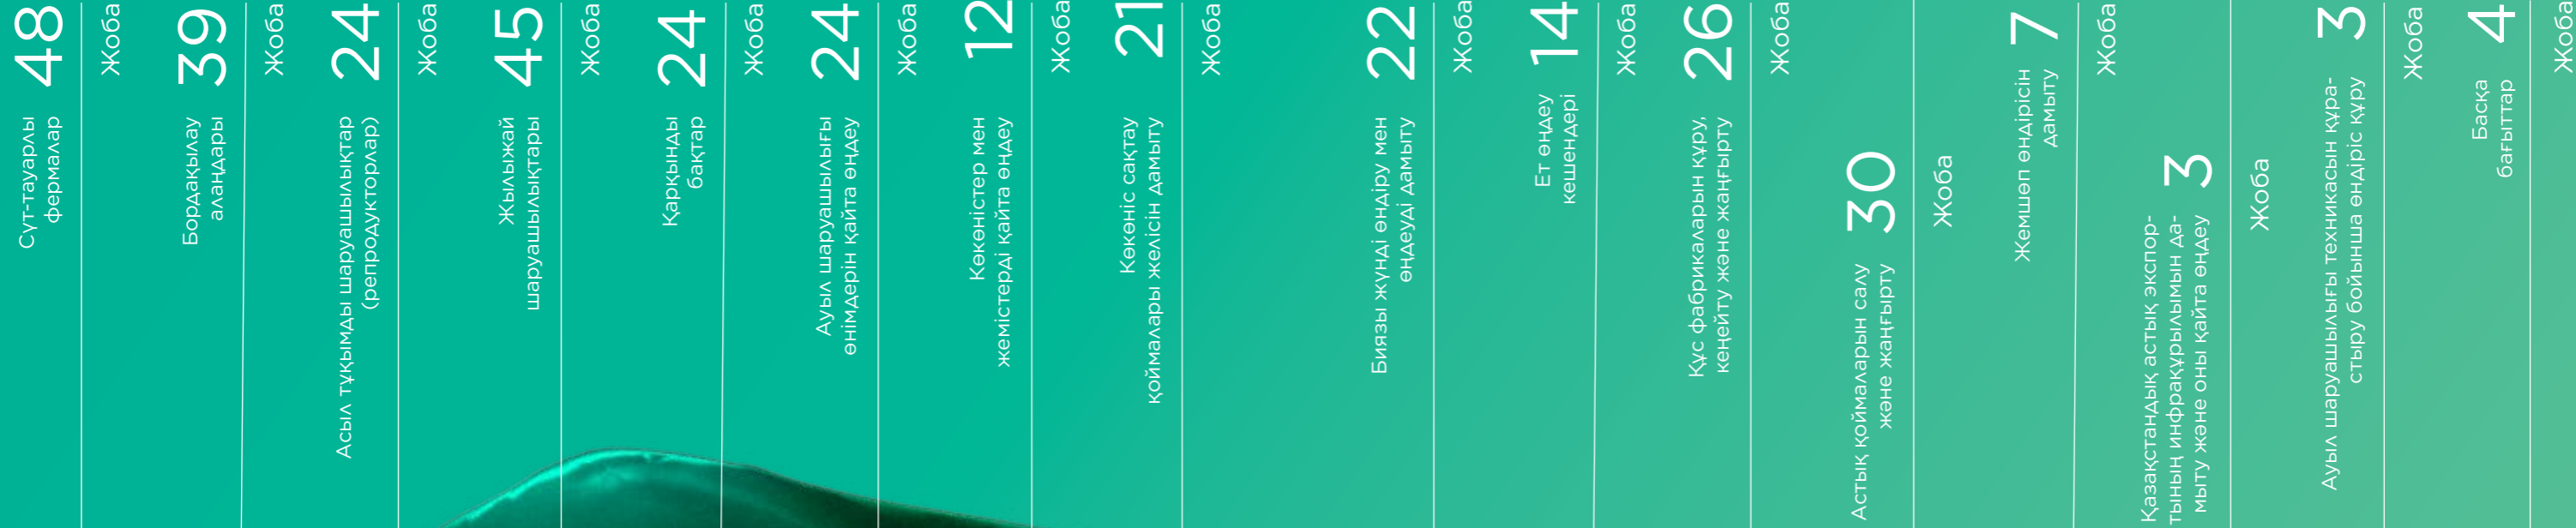 Сүт-тауарлы
фермалар
48
Жоба
Бордақылау
алаңдары
39
Жоба
Асыл тұқымды шаруашылықтар
(репродукторлар)
24
Жоба
Жылыжай
шаруашылықтары
45
Жоба
Қарқынды
бақтар
24
Жоба
Ауыл шаруашылығы
өнімдерін қайта өңдеу
24
Жоба
Көкөністер мен
жемістерді қайта өңдеу
12
Жоба
Көкөніс сақтау
қоймалары желісін дамыту
21
Жоба
Биязы жүнді өндіру мен
өңдеуді дамыту
22
Жоба
Ет өңдеу
кешендері
14
Жоба
Құс фабрикаларын құру,
кеңейту және жаңғырту
26
Жоба
Астық қоймаларын салу
және жаңғырту
30
Жоба
Жемшөп өндірісін
дамыту
7
Жоба
Қазақстандық астық экспор-
тының инфрақұрылымын да-
мыту және оны қайта өңдеу
3
Жоба
Ауыл шаруашылығы техникасын құра-
стыру бойынша өндіріс құру
3
Жоба
Басқа
бағыттар
4
Жоба